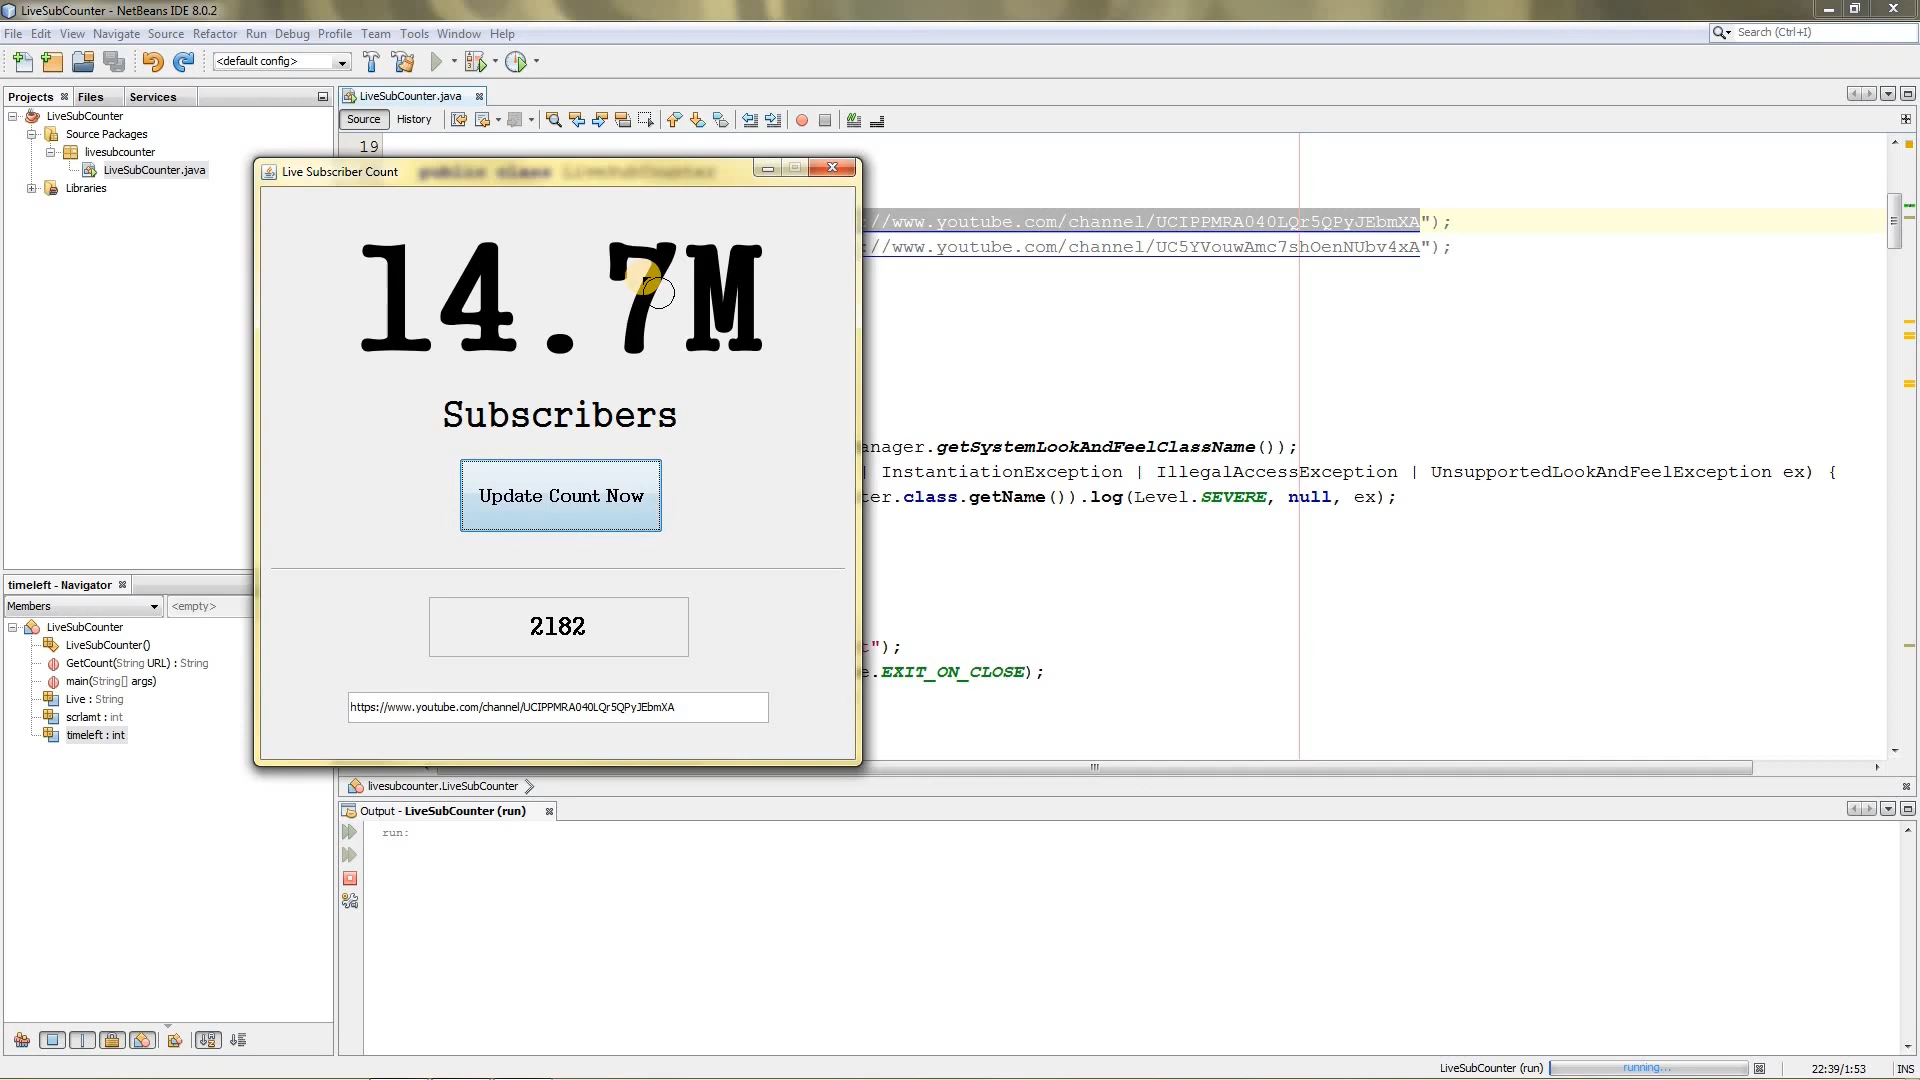 LiveSubCounter - NetBeans IDE 8.0.2
File Edit View Navigate Source Refactor Run Debug Profile Team Tools Window Help
Search (Ctrl+I)
<default config>
Projects Files Services
LiveSubCounter.java
Source History
LiveSubCounter
Source Packages
livesubcounter
LiveSubCounter.java
Libraries
19
Live Subscriber Count
public class LiveSubCounter
//www.youtube.com/channel/UCIPPMRA040LQr5QPyJEbmXA");
//www.youtube.com/channel/UC5YVouwAmc7shOenNUbv4xA");
14.7M
Subscribers
Update Count Now
2182
https://www.youtube.com/channel/UCIPPMRA040LQr5QPyJEbmXA
anager.getSystemLookAndFeelClassName());
| InstantiationException | IllegalAccessException | UnsupportedLookAndFeelException ex) {
ter.class.getName()).log(Level.SEVERE, null, ex);
t");
e.EXIT_ON_CLOSE);
timeleft - Navigator
Members
<empty>
LiveSubCounter
LiveSubCounter()
GetCount(String URL) : String
main(String[] args)
Live : String
scrlamt : int
timeleft : int
livesubcounter.LiveSubCounter
Output - LiveSubCounter (run)
run:
LiveSubCounter (run)
running...
22:39/1:53
INS